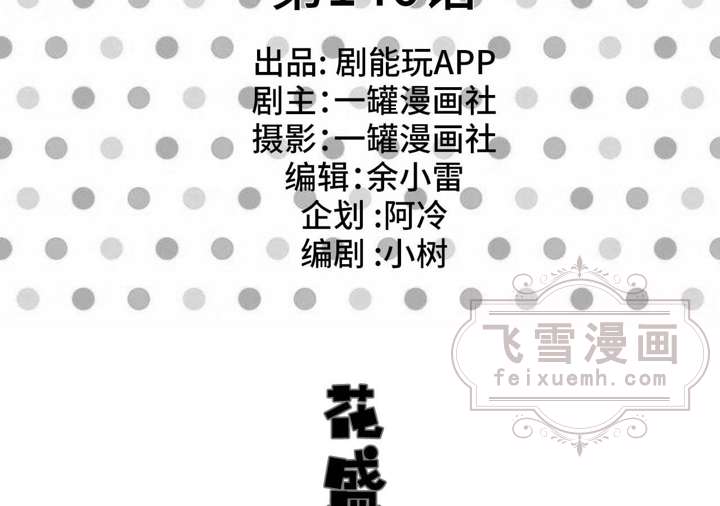 出品: 剧能玩APP
剧主:一罐漫画社
摄影:一罐漫画社
编辑:余小雷
企划 :阿冷
编剧 :小树
飞雪漫画
feixuemh.com
花
盛